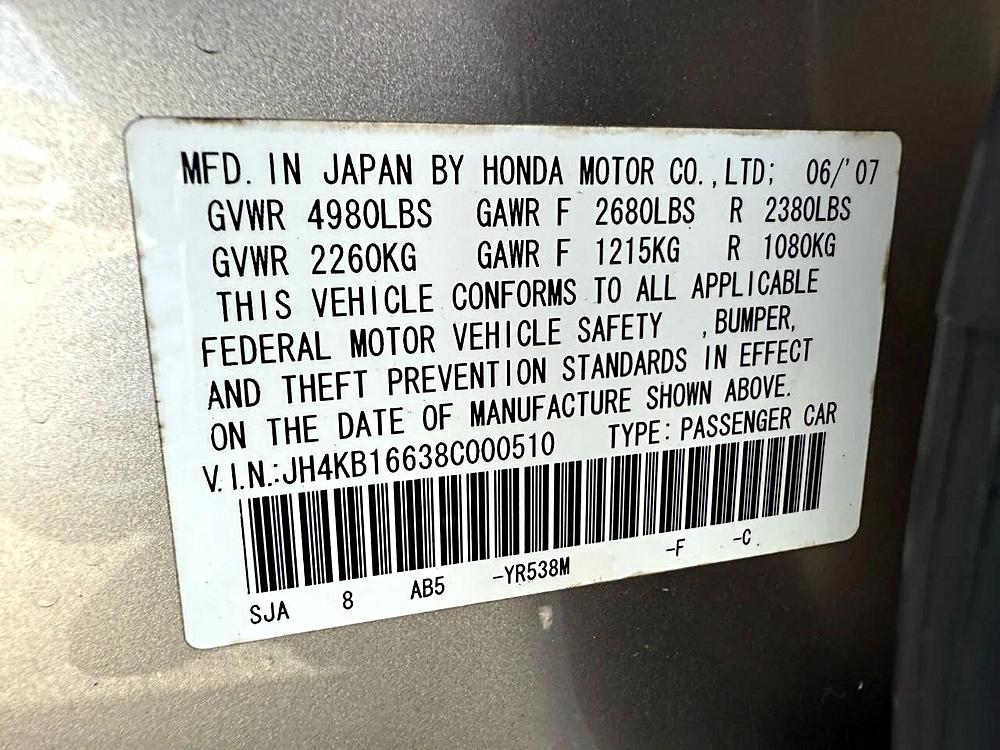 MFD. IN JAPAN BY HONDA MOTOR CO.,LTD; 06/'07
GVWR 4980LBS GAWR F 2680LBS R 2380LBS
GVWR 2260KG GAWR F 1215KG R 1080KG
THIS VEHICLE CONFORMS TO ALL APPLICABLE
FEDERAL MOTOR VEHICLE SAFETY , BUMPER,
AND THEFT PREVENTION STANDARDS IN EFFECT
ON THE DATE OF MANUFACTURE SHOWN ABOVE.
V.I.N.:JH4KB16638C000510 TYPE: PASSENGER CAR
SJA 8 AB5 -YR538M -F -C